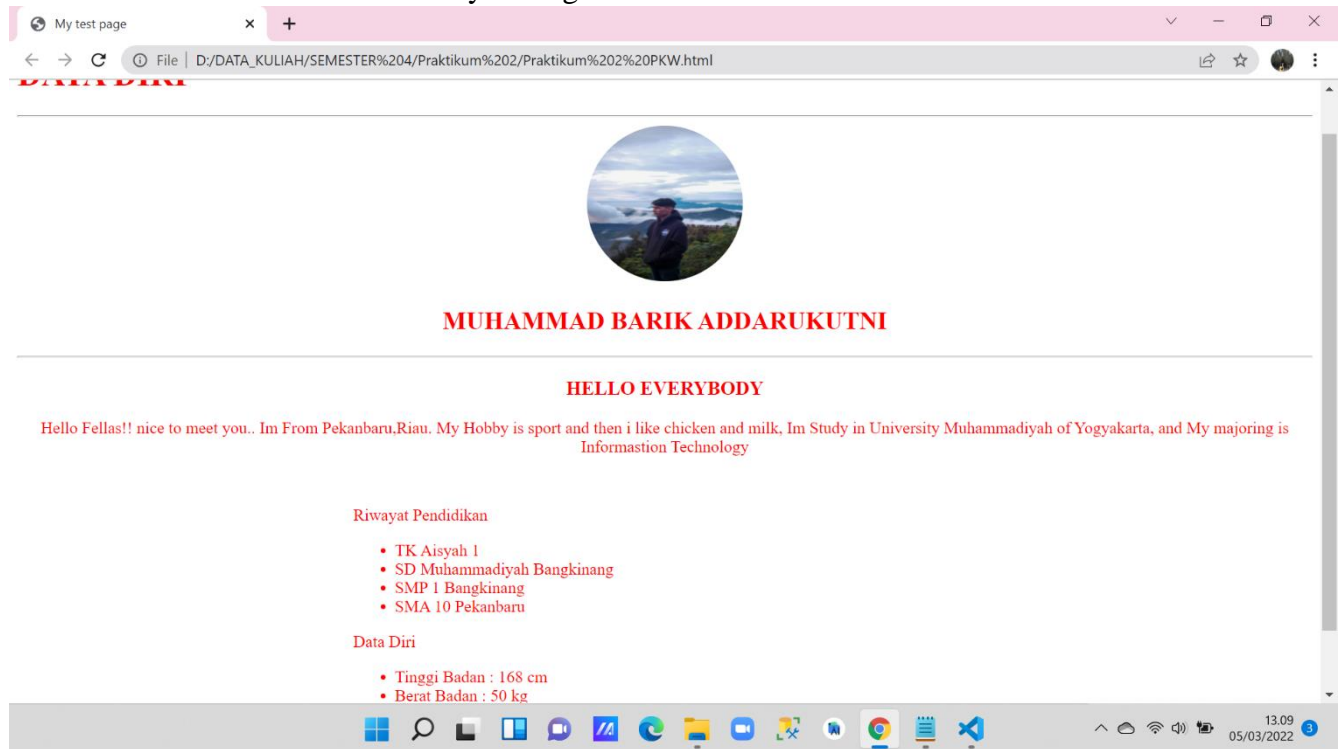 My test page
File D:/DATA_KULIAH/SEMESTER%204/Praktikum%202/Praktikum%202%20PKW.html
DATA DIRI
MUHAMMAD BARIK ADDARUKUTNI
HELLO EVERYBODY
Hello Fellas!! nice to meet you.. Im From Pekanbaru,Riau. My Hobby is sport and then i like chicken and milk, Im Study in University Muhammadiyah of Yogyakarta, and My majoring is
Informastion Technology
Riwayat Pendidikan
• TK Aisyah 1
• SD Muhammadiyah Bangkinang
• SMP 1 Bangkinang
• SMA 10 Pekanbaru
Data Diri
• Tinggi Badan : 168 cm
• Berat Badan : 50 kg
13.09
05/03/2022 3